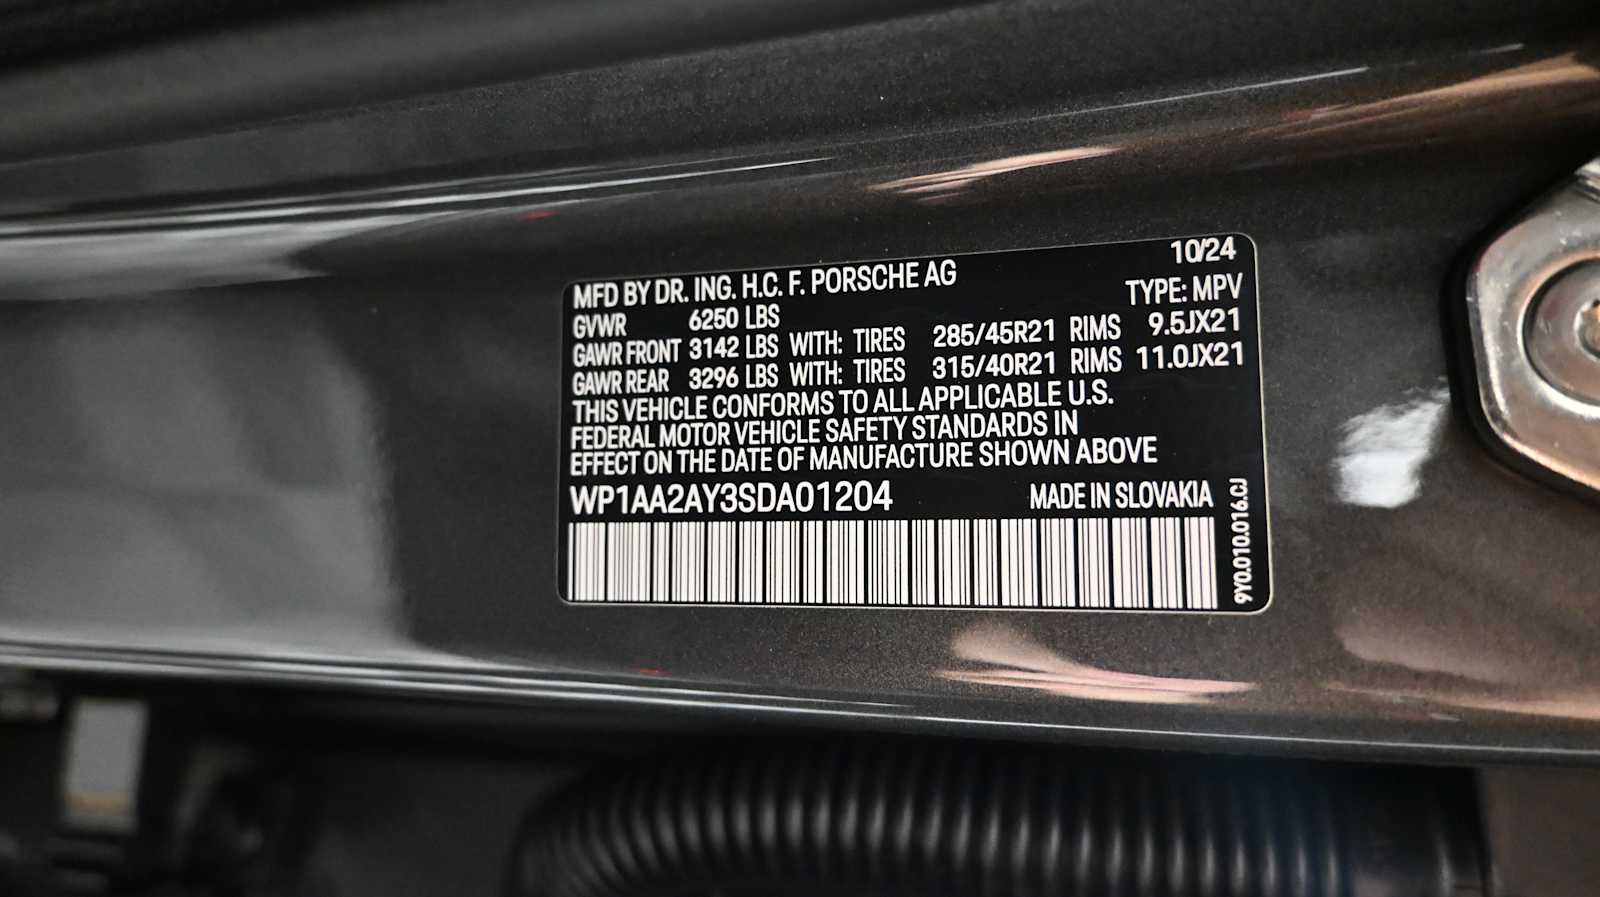 10/24
MFD BY DR. ING. H.C. F. PORSCHE AG
TYPE: MPV
GVWR 6250 LBS
GAWR FRONT 3142 LBS WITH: TIRES 285/45R21 RIMS 9.5JX21
GAWR REAR 3296 LBS WITH: TIRES 315/40R21 RIMS 11.0JX21
THIS VEHICLE CONFORMS TO ALL APPLICABLE U.S.
FEDERAL MOTOR VEHICLE SAFETY STANDARDS IN
EFFECT ON THE DATE OF MANUFACTURE SHOWN ABOVE
WP1AA2AY3SDA01204 MADE IN SLOVAKIA
9Y0.010.016.CJ